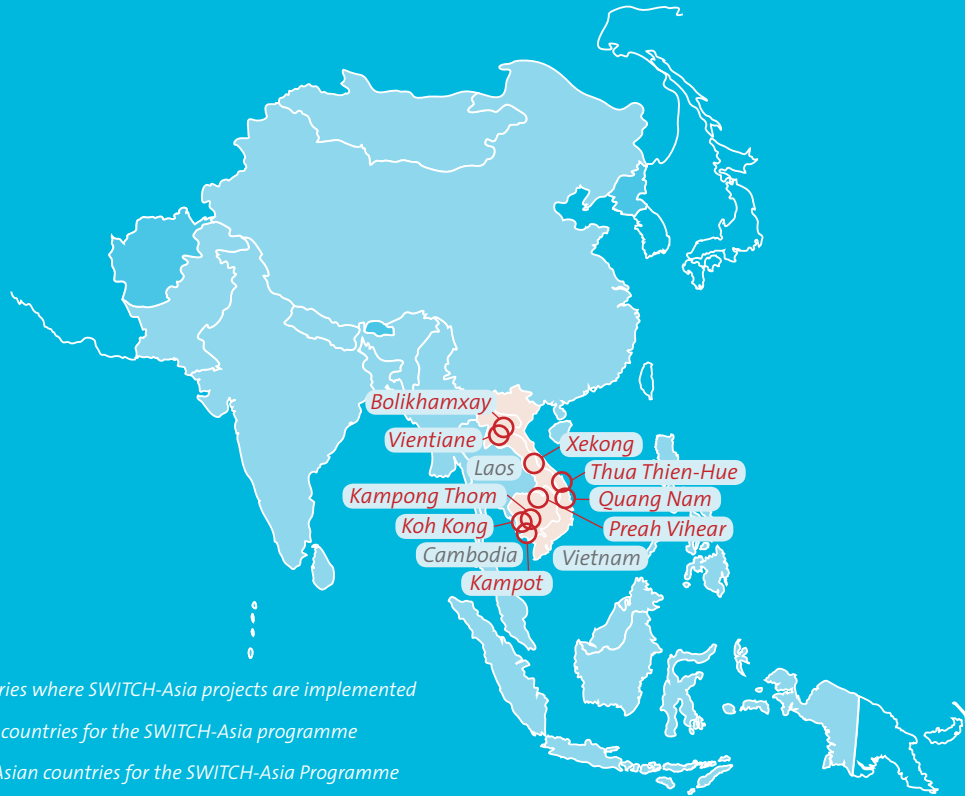 Bolikhamxay
Vientiane
Xekong
Laos
Thua Thien-Hue
Kampong Thom
Quang Nam
Koh Kong
Preah Vihear
Cambodia
Vietnam
Kampot
ries where SWITCH-Asia projects are implemented
countries for the SWITCH-Asia programme
Asian countries for the SWITCH-Asia Programme